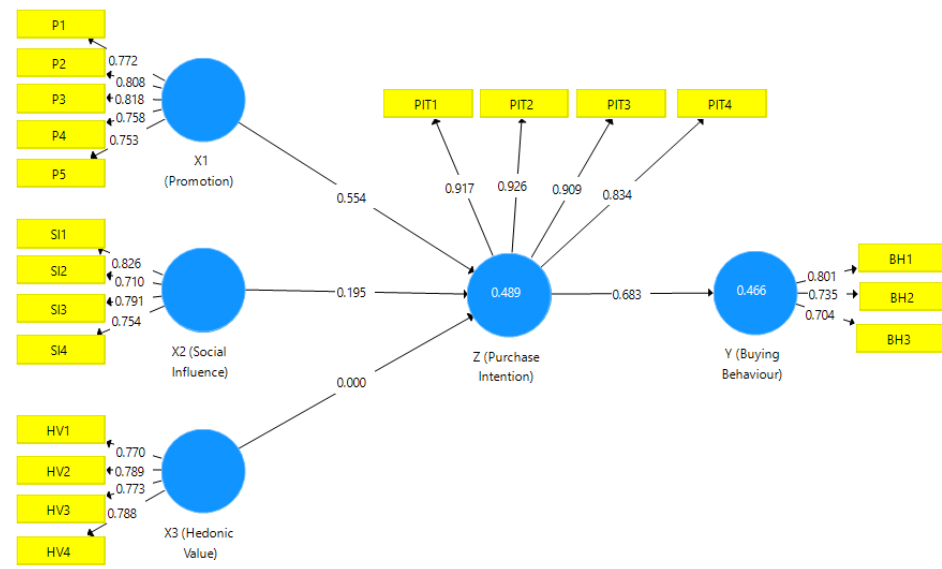 P1
P2
P3
P4
P5
0.772
0.808
0.818
0.758
0.753
X1
(Promotion)
SI1
SI2
SI3
SI4
0.826
0.710
0.791
0.754
X2 (Social
Influence)
HV1
HV2
HV3
HV4
0.770
0.789
0.773
0.788
X3 (Hedonic
Value)
0.554
0.195
0.000
PIT1
PIT2
PIT3
PIT4
0.917
0.926
0.909
0.834
0.489
Z (Purchase
Intention)
0.683
0.466
Y (Buying
Behaviour)
0.801
0.735
0.704
BH1
BH2
BH3